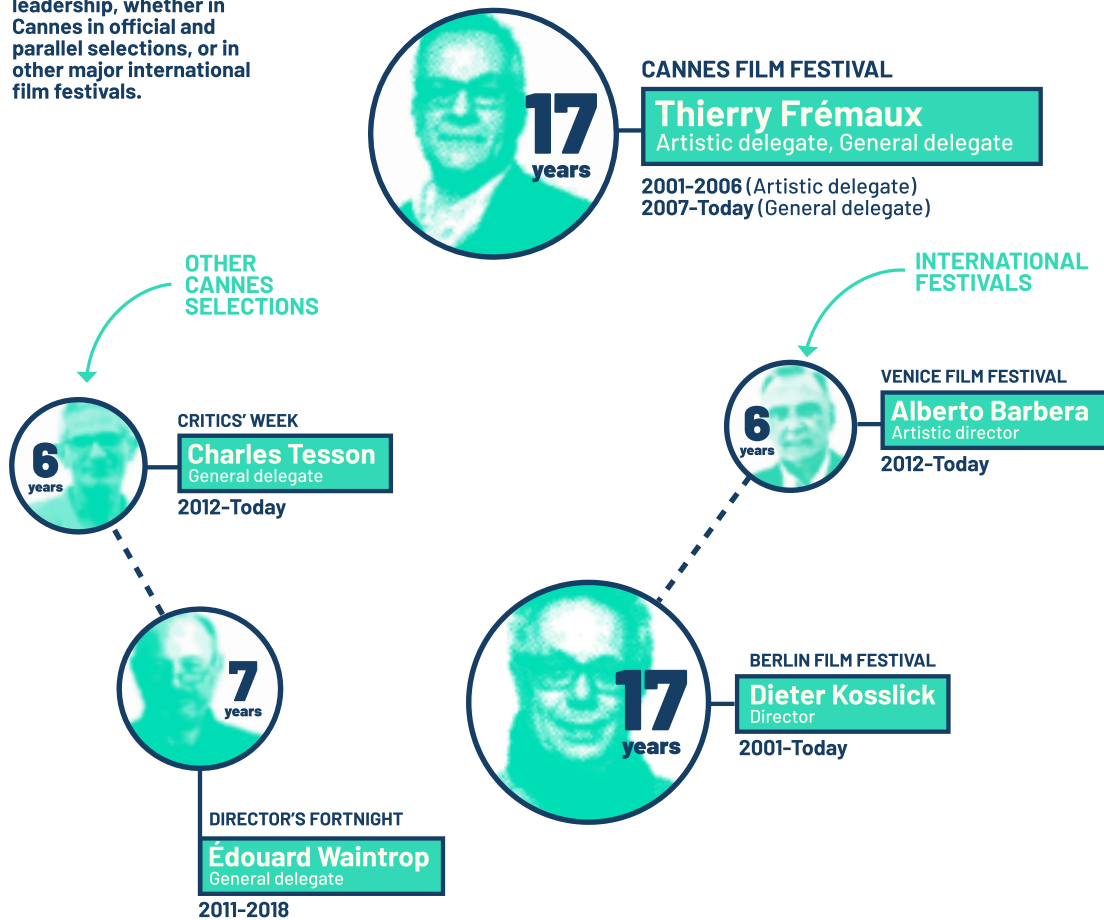 leadership, whether in
Cannes in official and
parallel selections, or in
other major international
film festivals.
17
years
CANNES FILM FESTIVAL
Thierry Frémaux
Artistic delegate, General delegate
2001-2006 (Artistic delegate)
2007-Today (General delegate)
OTHER
CANNES
SELECTIONS
INTERNATIONAL
FESTIVALS
6
years
CRITICS’ WEEK
Charles Tesson
General delegate
2012-Today
6
years
VENICE FILM FESTIVAL
Alberto Barbera
Artistic director
2012-Today
7
years
DIRECTOR’S FORTNIGHT
Édouard Waintrop
General delegate
2011-2018
17
years
BERLIN FILM FESTIVAL
Dieter Kosslick
Director
2001-Today